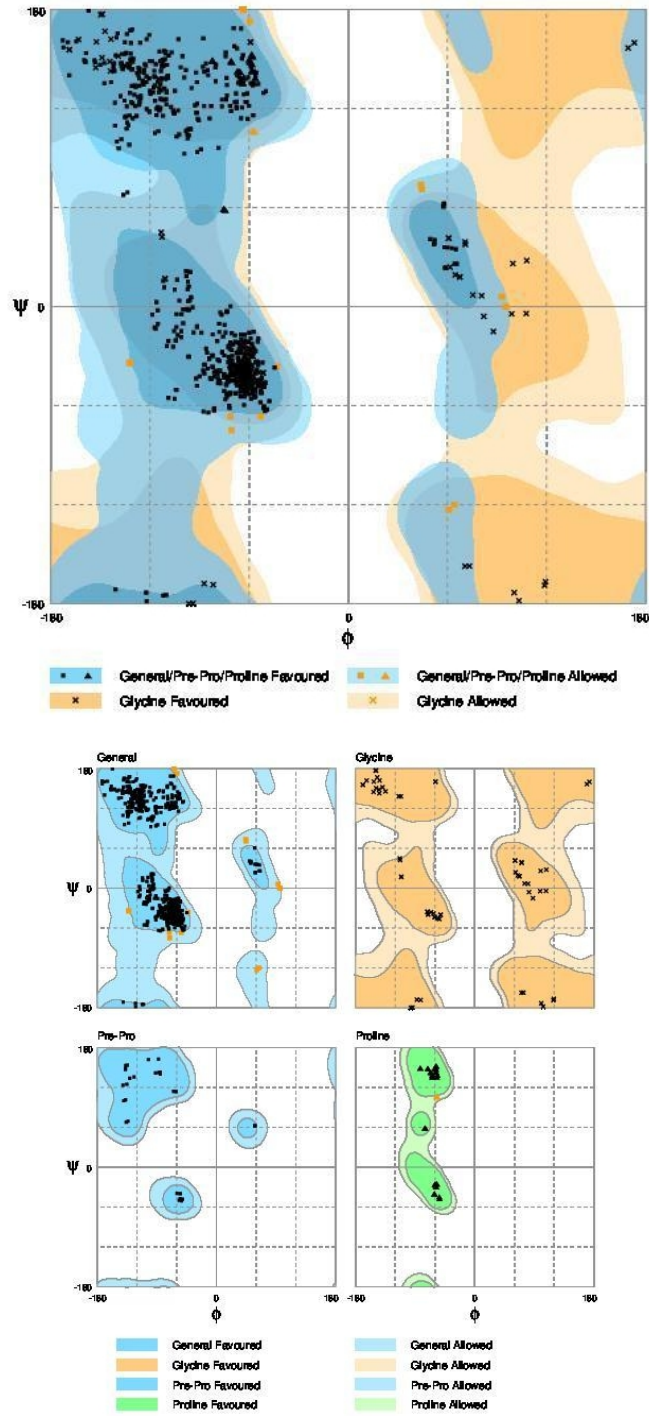 180
ψ
0
-180
-180
0
180
ϕ
General/Pre-Pro/Proline Favoured
General/Pre-Pro/Proline Allowed
Glycine Favoured
Glycine Allowed
General
Glycine
180
ψ
0
-180
Pre-Pro
Proline
180
ψ
0
-180
-180
0
180
-180
0
180
ϕ
ϕ
General Favoured
General Allowed
Glycine Favoured
Glycine Allowed
Pre-Pro Favoured
Pre-Pro Allowed
Proline Favoured
Proline Allowed